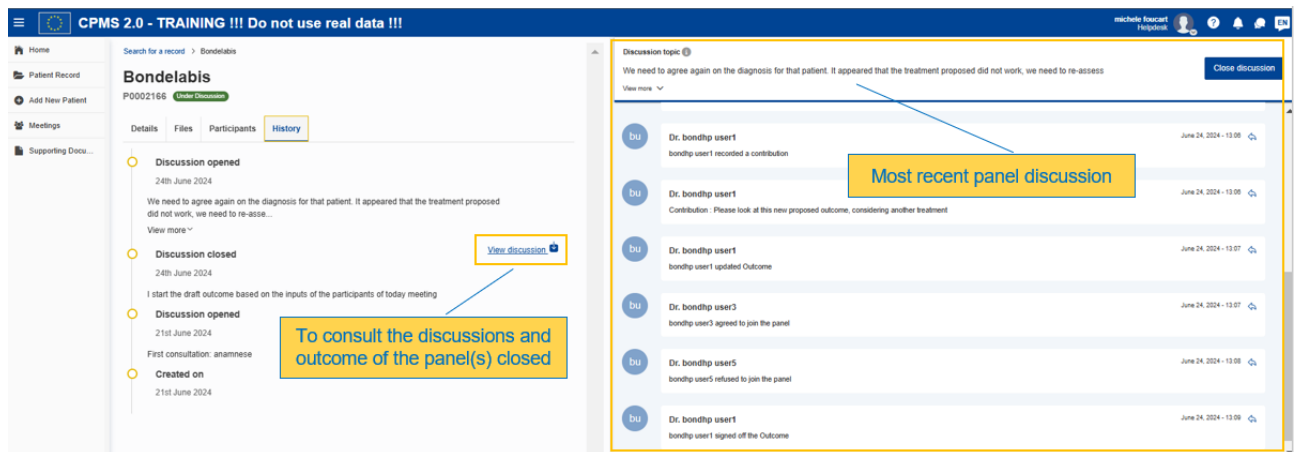 CPMS 2.0 - TRAINING !!! Do not use real data !!!
michele foucart
Helpdesk
EN
Home
Patient Record
Add New Patient
Meetings
Supporting Docu...
Search for a record > Bondelabis
Bondelabis
P0002166 Under Discussion
Details Files Participants History
Discussion opened
24th June 2024
We need to agree again on the diagnosis for that patient. It appeared that the treatment proposed
did not work, we need to re-asse...
View more
Discussion closed
View discussion
24th June 2024
I start the draft outcome based on the inputs of the participants of today meeting
Discussion opened
21st June 2024
First consultation: anamnese
Created on
21st June 2024
To consult the discussions and
outcome of the panel(s) closed
Discussion topic
We need to agree again on the diagnosis for that patient. It appeared that the treatment proposed did not work, we need to re-assess
View more
Close discussion
Most recent panel discussion
bu
Dr. bondhp user1
June 24, 2024 - 13:06
bondhp user1 recorded a contribution
bu
Dr. bondhp user1
June 24, 2024 - 13:06
Contribution : Please look at this new proposed outcome, considering another treatment
bu
Dr. bondhp user1
June 24, 2024 - 13:07
bondhp user1 updated Outcome
bu
Dr. bondhp user3
June 24, 2024 - 13:07
bondhp user3 agreed to join the panel
bu
Dr. bondhp user5
June 24, 2024 - 13:08
bondhp user5 refused to join the panel
bu
Dr. bondhp user1
June 24, 2024 - 13:09
bondhp user1 signed off the Outcome